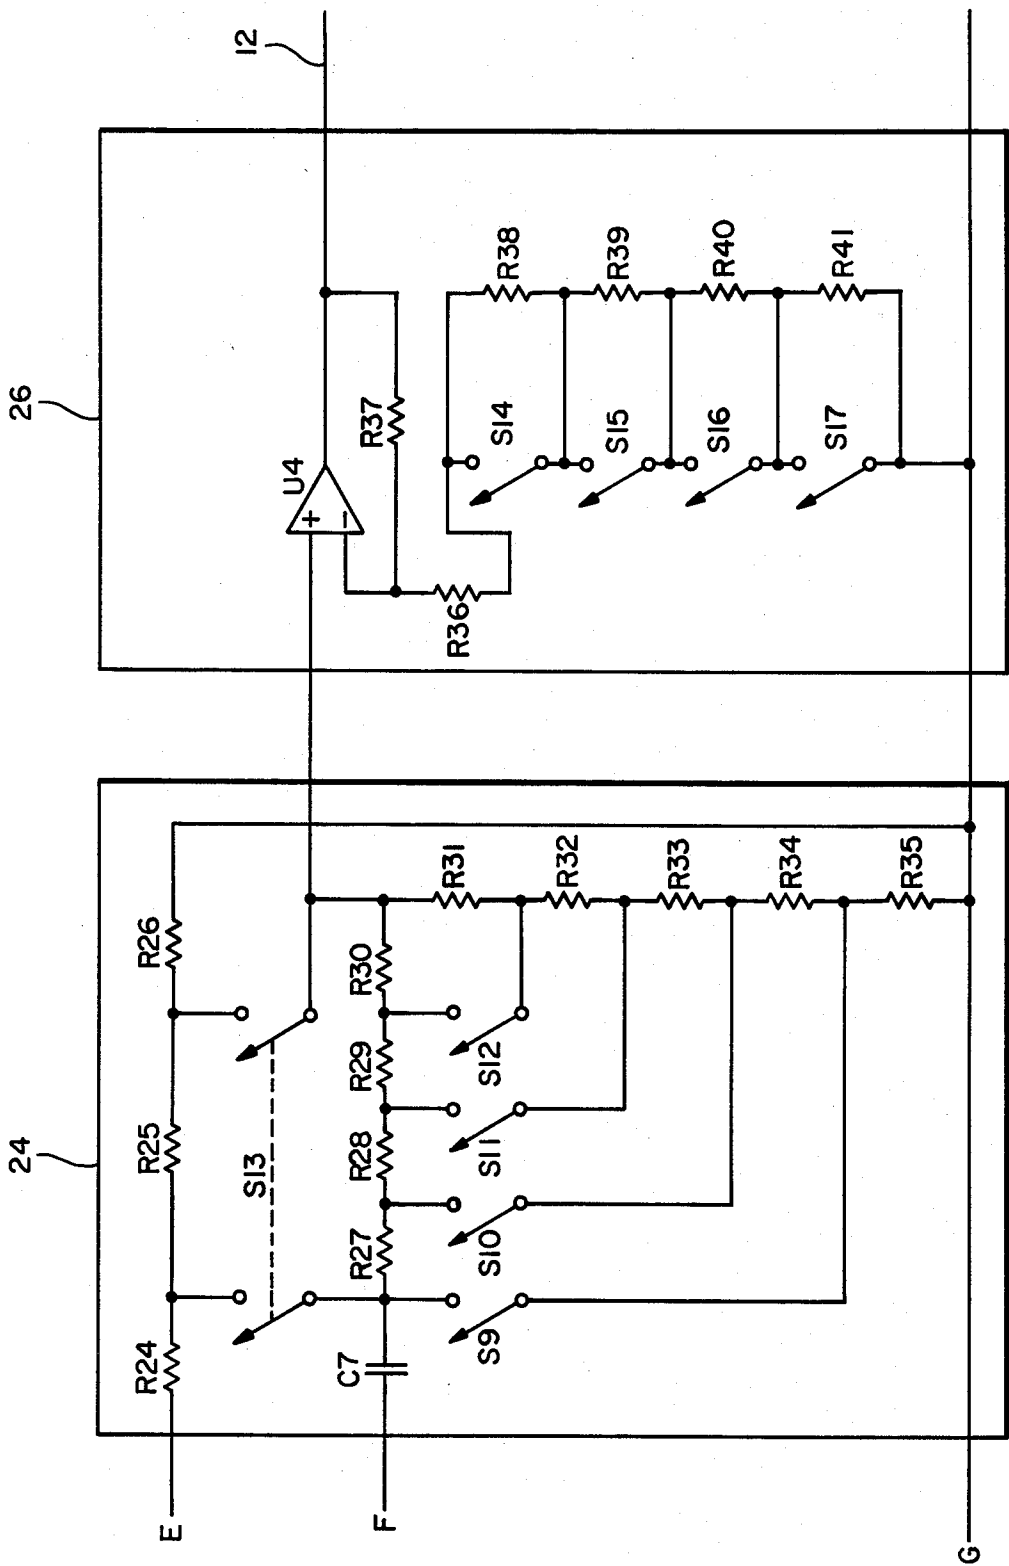 24
26
12
E
R24
R25
R26
S13
F
C7
R27
R28
R29
R30
S9
S10
S11
S12
R31
R32
R33
R34
R35
G
U4
+
−
R37
R36
S14
S15
S16
S17
R38
R39
R40
R41